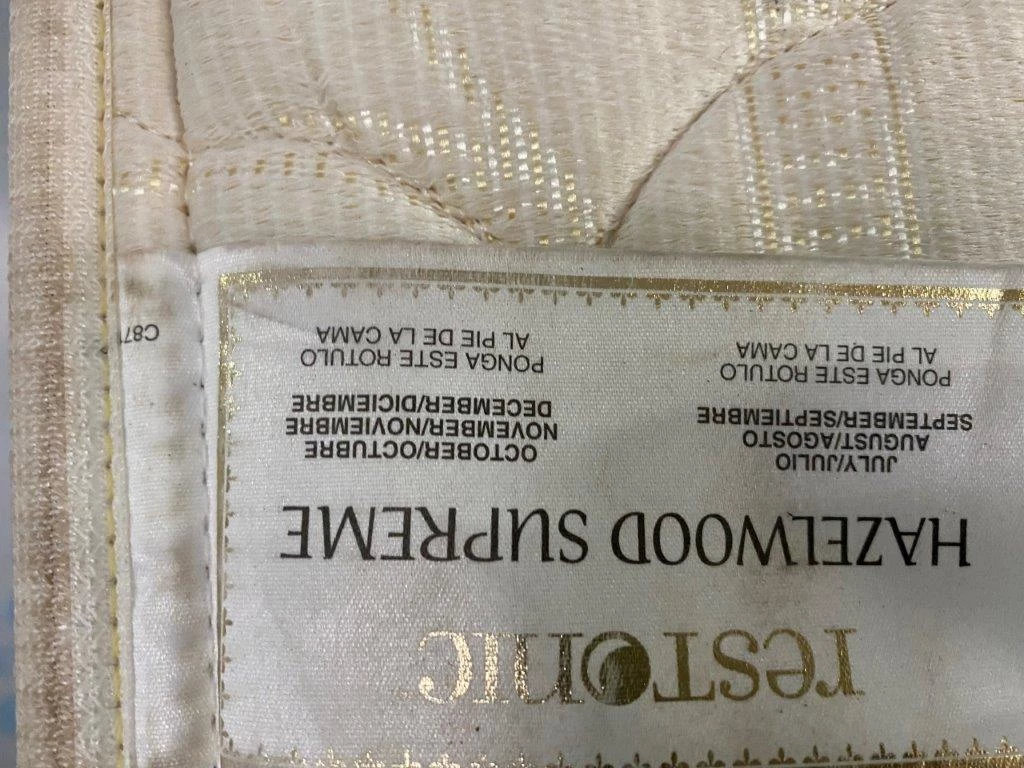 restonic
HAZELWOOD SUPREME
JULY/JULIO
AUGUST/AGOSTO
SEPTEMBER/SEPTIEMBRE
PONGA ESTE ROTULO
AL PIE DE LA CAMA
OCTOBER/OCTUBRE
NOVEMBER/NOVIEMBRE
DECEMBER/DICIEMBRE
PONGA ESTE ROTULO
AL PIE DE LA CAMA